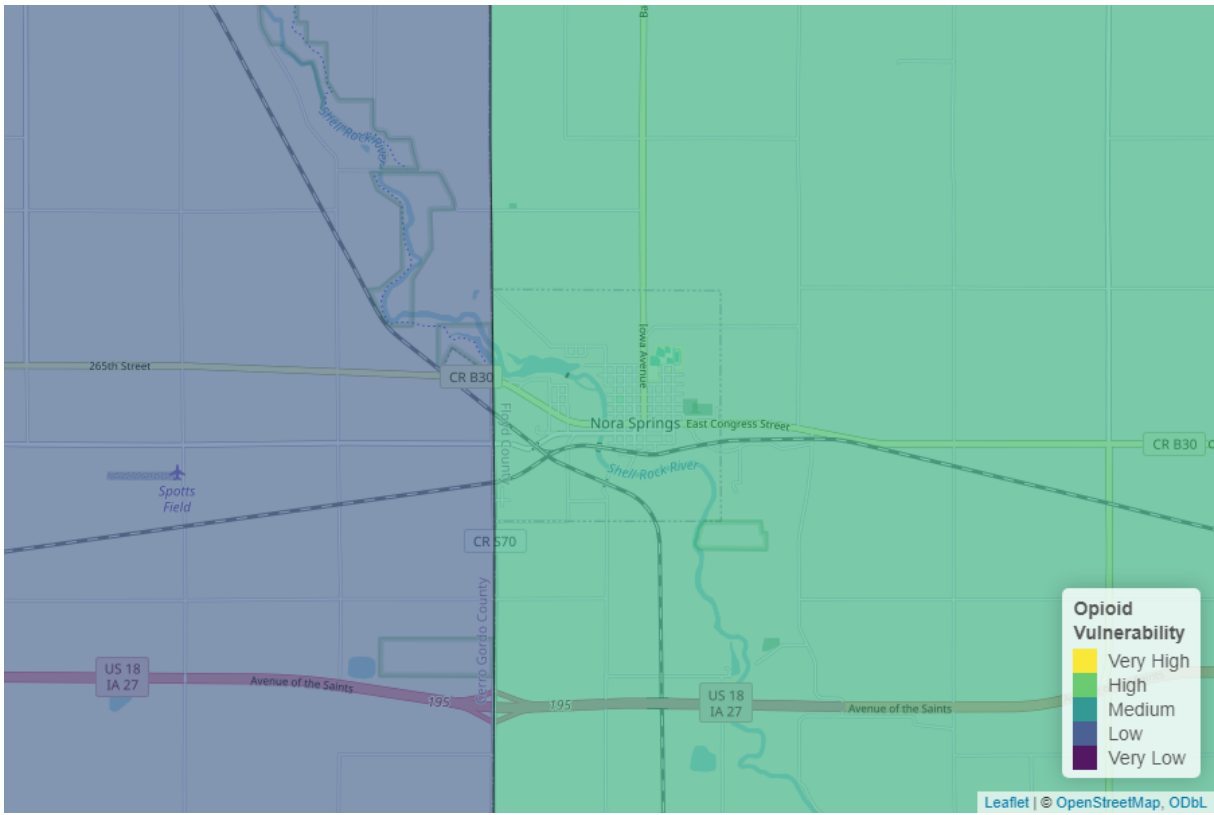 Ba
Shell Rock River
Iowa Avenue
265th Street
CR B30
Floyd County
Nora Springs
East Congress Street
CR B30
Shell Rock River
Spotts
Field
CR S70
Cerro Gordo County
US 18
IA 27
Avenue of the Saints
195
195
US 18
IA 27
Avenue of the Saints
Opioid
Vulnerability
Very High
High
Medium
Low
Very Low
Leaflet | © OpenStreetMap, ODbL